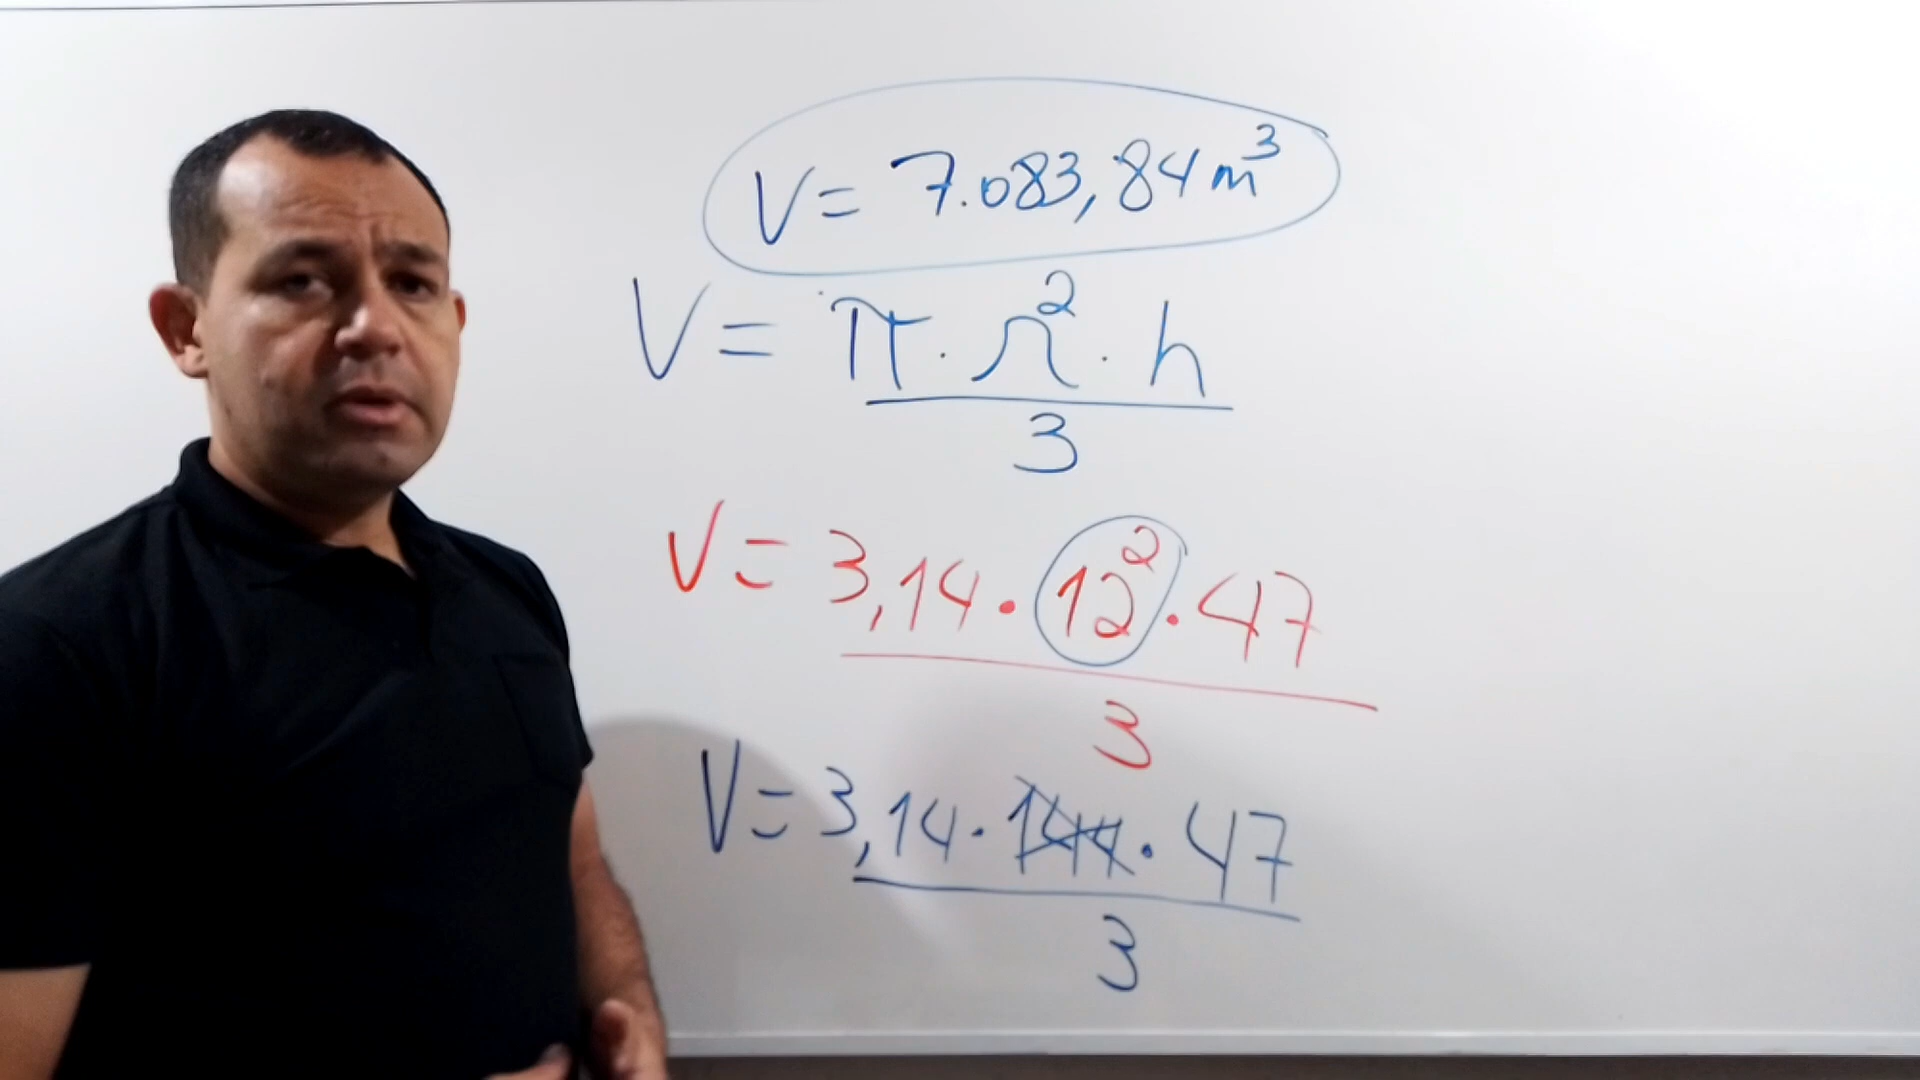 V = 7.083,84 m³
V = π · r² · h
3
V = 3,14 · 12² · 47
3
V = 3,14 · 144 · 47
3